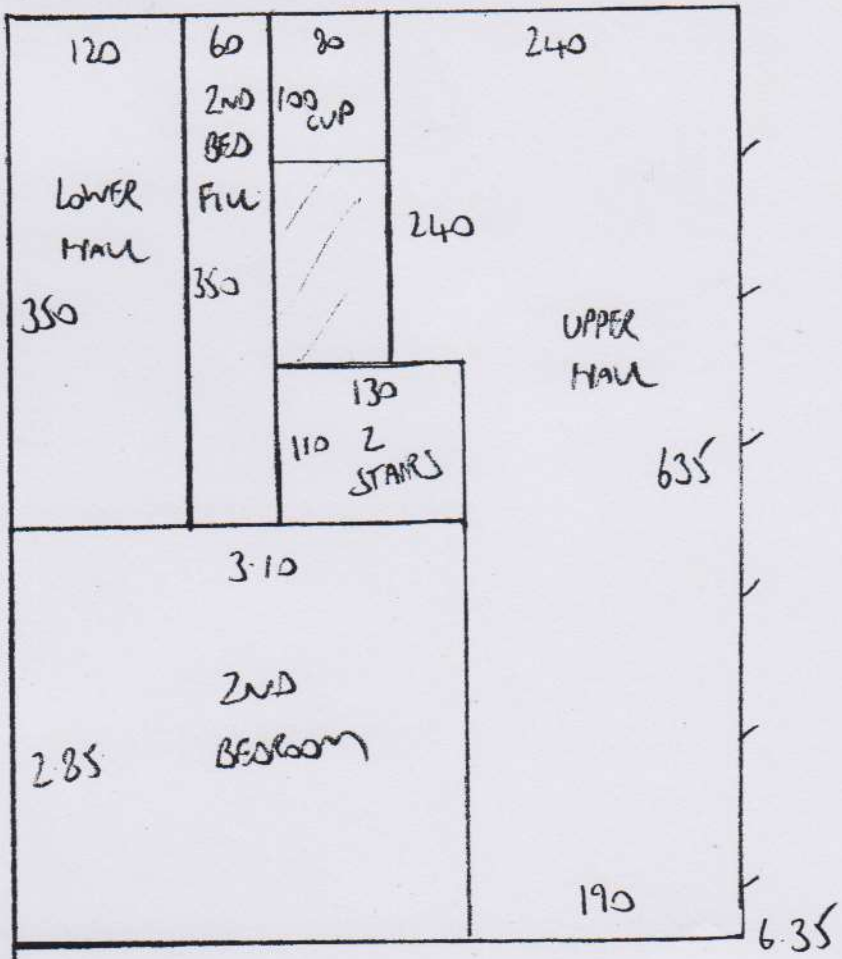 120
60
80
240
2ND
BED
FILL
100
CUP
LOWER
HALL
350
350
240
UPPER
HALL
130
110
2
STAIRS
635
3.10
2ND
BEDROOM
2.85
190
6.35